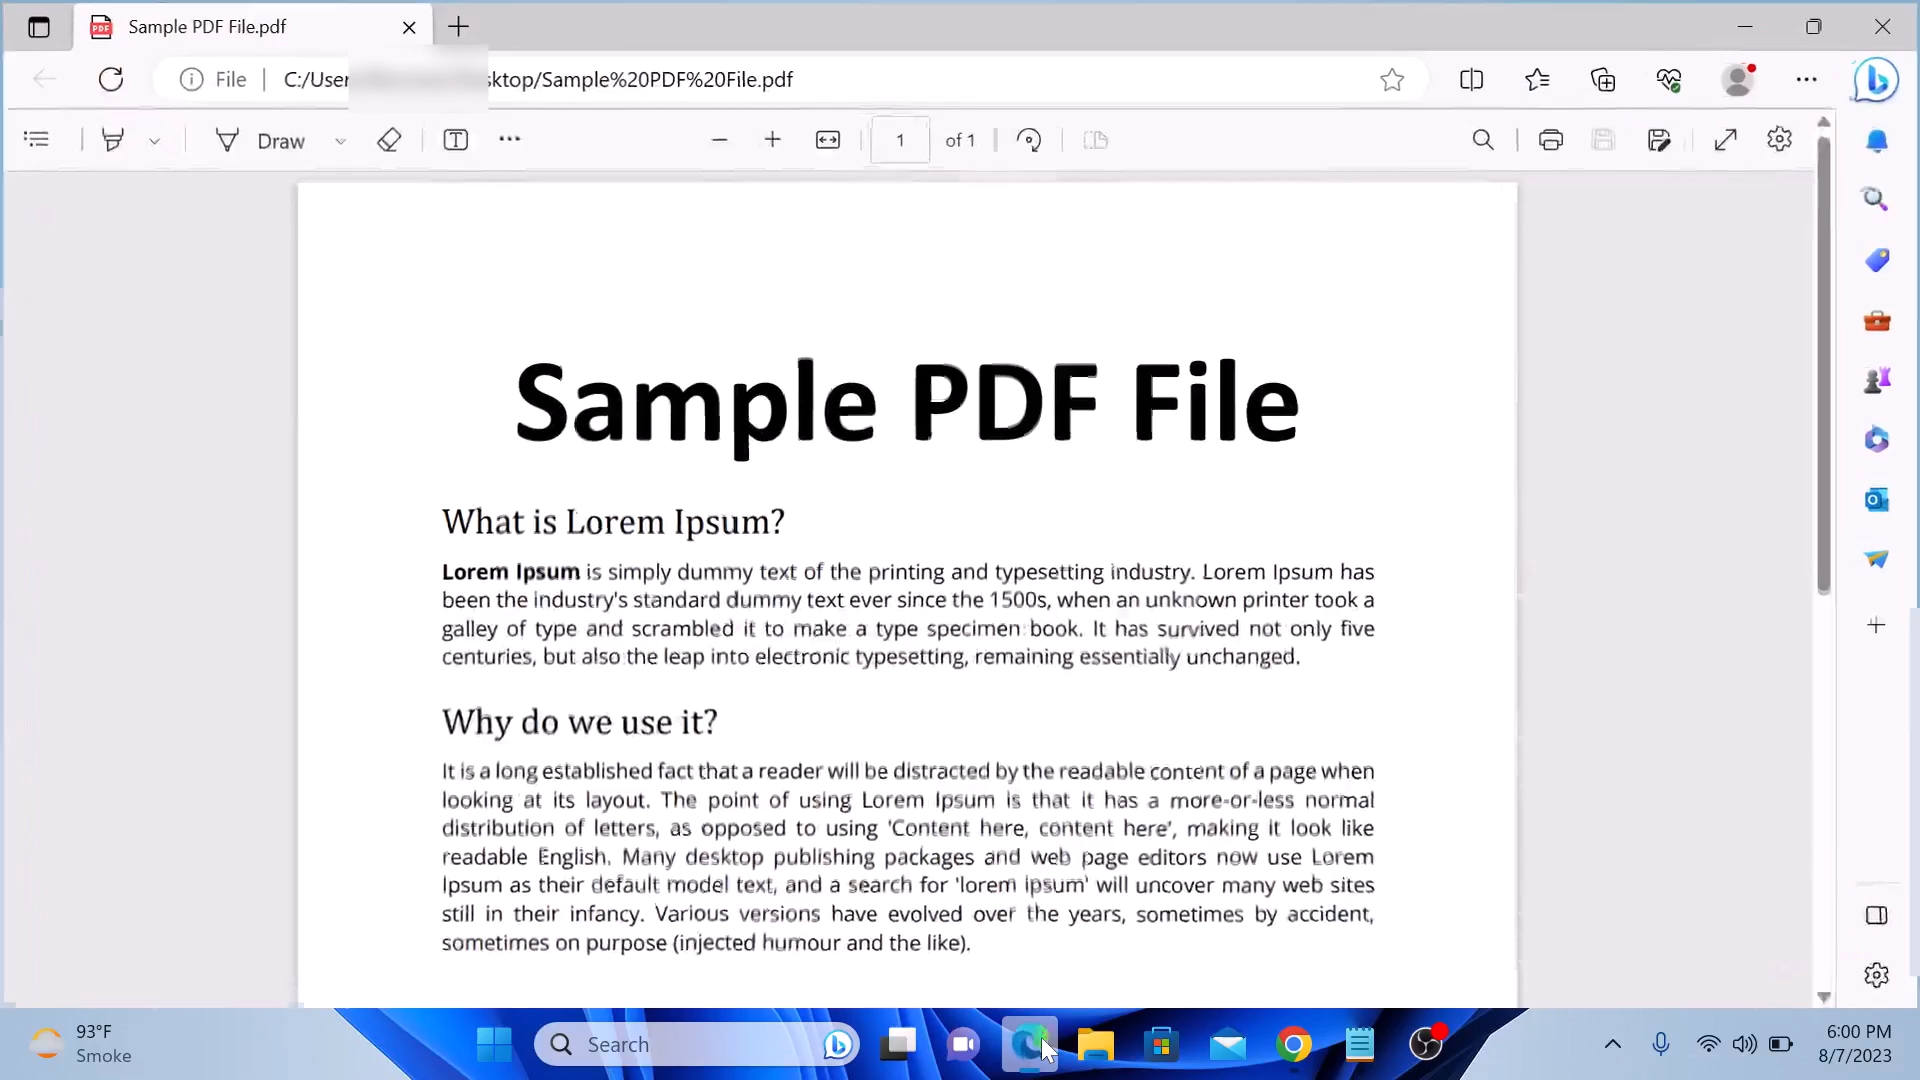 Sample PDF File.pdf
File C:/User sktop/Sample%20PDF%20File.pdf
Draw 1 of 1
Sample PDF File
What is Lorem Ipsum?
Lorem Ipsum is simply dummy text of the printing and typesetting industry. Lorem Ipsum has
been the industry's standard dummy text ever since the 1500s, when an unknown printer took a
galley of type and scrambled it to make a type specimen book. It has survived not only five
centuries, but also the leap into electronic typesetting, remaining essentially unchanged.
Why do we use it?
It is a long established fact that a reader will be distracted by the readable content of a page when
looking at its layout. The point of using Lorem Ipsum is that it has a more-or-less normal
distribution of letters, as opposed to using 'Content here, content here', making it look like
readable English. Many desktop publishing packages and web page editors now use Lorem
Ipsum as their default model text, and a search for 'lorem ipsum' will uncover many web sites
still in their infancy. Various versions have evolved over the years, sometimes by accident,
sometimes on purpose (injected humour and the like).
93°F
Smoke
Search
6:00 PM
8/7/2023